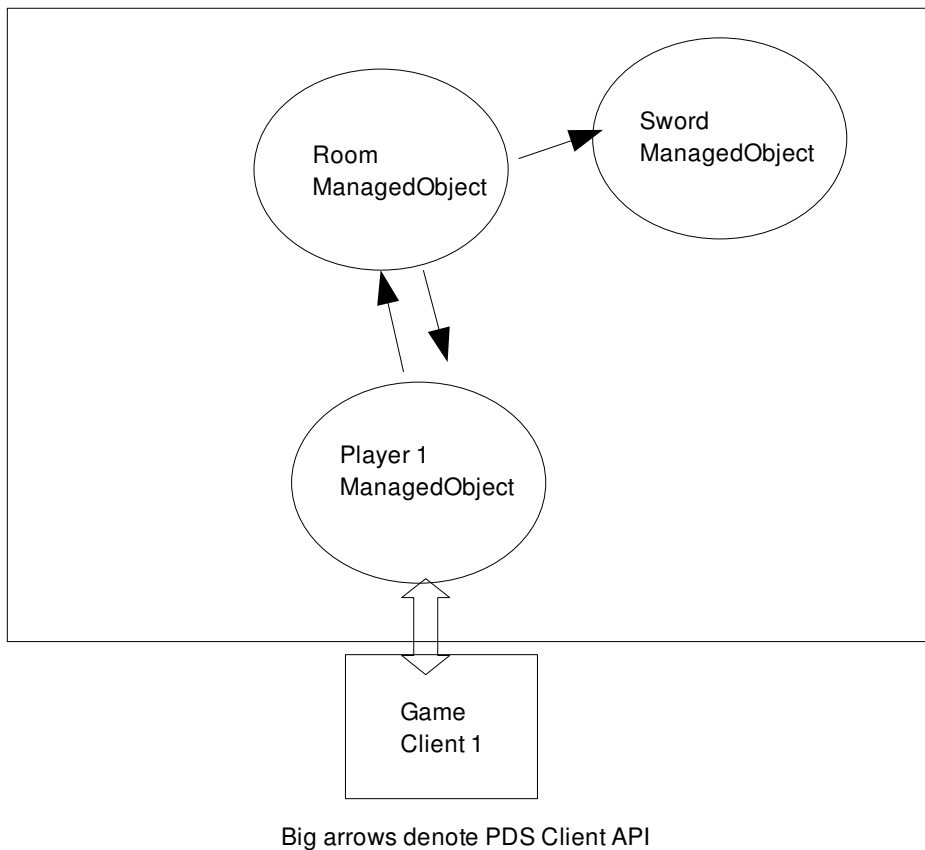 Sword
ManagedObject
Room
ManagedObject
Player 1
ManagedObject
Game
Client 1
Big arrows denote PDS Client API